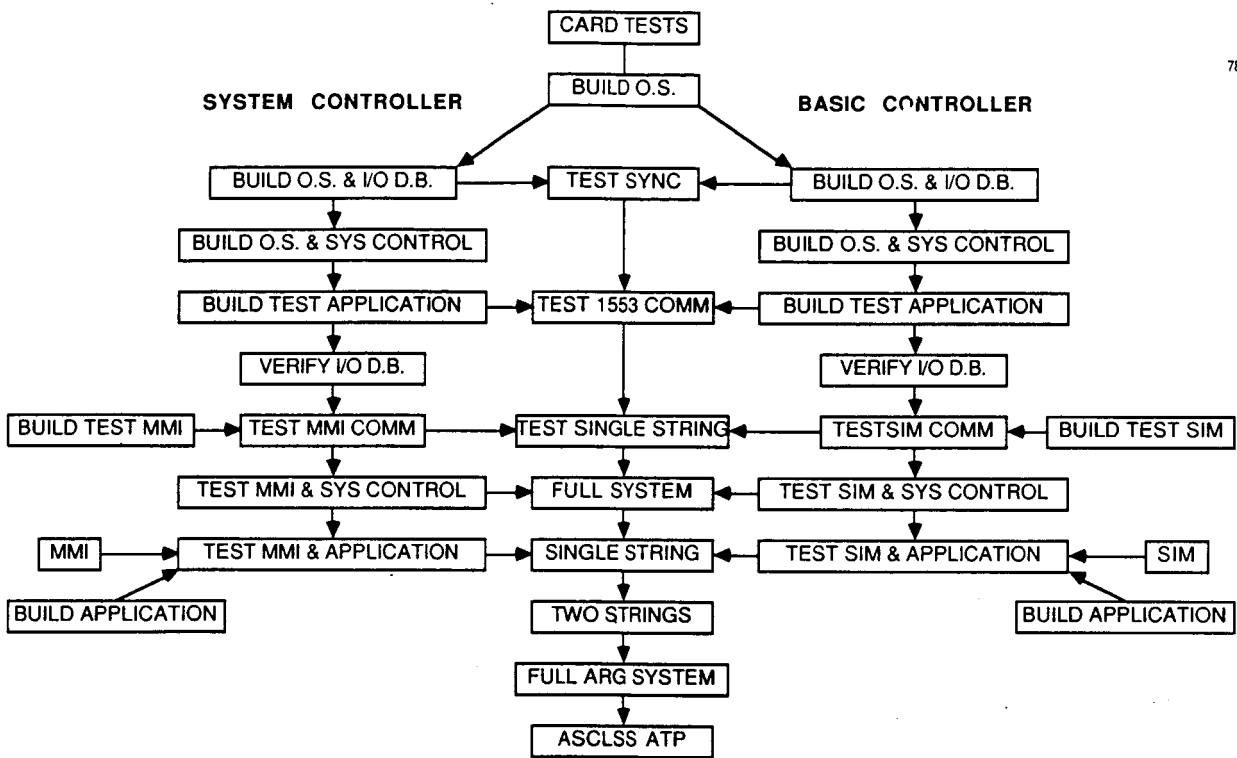 CARD TESTS
78
BUILD O.S.
SYSTEM CONTROLLER
BASIC CONTROLLER
BUILD O.S. & I/O D.B.
TEST SYNC
BUILD O.S. & I/O D.B.
BUILD O.S. & SYS CONTROL
BUILD O.S. & SYS CONTROL
BUILD TEST APPLICATION
TEST 1553 COMM
BUILD TEST APPLICATION
VERIFY I/O D.B.
VERIFY I/O D.B.
BUILD TEST MMI
TEST MMI COMM
TEST SINGLE STRING
TESTSIM COMM
BUILD TEST SIM
TEST MMI & SYS CONTROL
FULL SYSTEM
TEST SIM & SYS CONTROL
MMI
TEST MMI & APPLICATION
SINGLE STRING
TEST SIM & APPLICATION
SIM
BUILD APPLICATION
TWO STRINGS
BUILD APPLICATION
FULL ARG SYSTEM
ASCLSS ATP